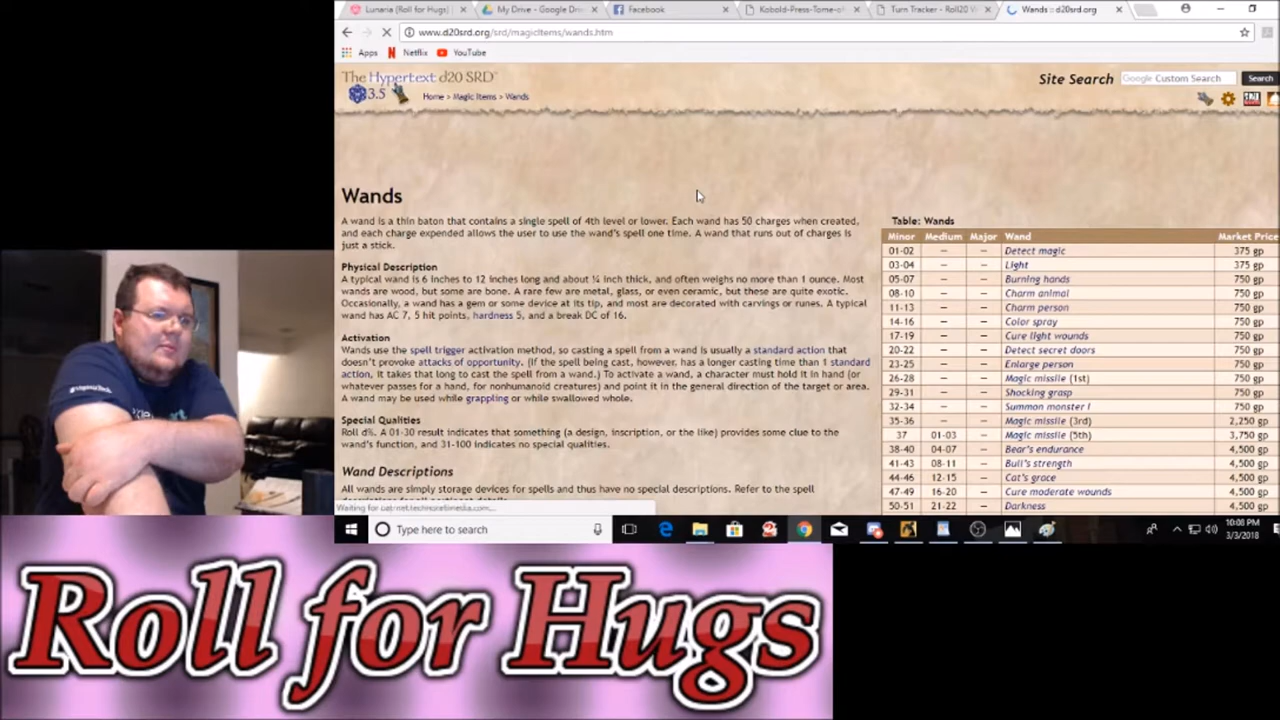 Lunaria (Roll for Hugs) |
My Drive - Google Dri
Facebook
Kobold-Press-Tome-o
Turn Tracker - Roll20 W
Wands :: d20srd.org
www.d20srd.org/srd/magicItems/wands.htm
Apps Netflix YouTube
The Hypertext d20 SRD™
3.5
Home > Magic Items > Wands
Site Search Google Custom Search Search
Wands
A wand is a thin baton that contains a single spell of 4th level or lower. Each wand has 50 charges when created,
and each charge expended allows the user to use the wand's spell one time. A wand that runs out of charges is
just a stick.
Physical Description
A typical wand is 6 inches to 12 inches long and about ¼ inch thick, and often weighs no more than 1 ounce. Most
wands are wood, but some are bone. A rare few are metal, glass, or even ceramic, but these are quite exotic.
Occasionally, a wand has a gem or some device at its tip, and most are decorated with carvings or runes. A typical
wand has AC 7, 5 hit points, hardness 5, and a break DC of 16.
Activation
Wands use the spell trigger activation method, so casting a spell from a wand is usually a standard action that
doesn't provoke attacks of opportunity. (If the spell being cast, however, has a longer casting time than 1 standard
action, it takes that long to cast the spell from a wand.) To activate a wand, a character must hold it in hand (or
whatever passes for a hand, for nonhumanoid creatures) and point it in the general direction of the target or area.
A wand may be used while grappling or while swallowed whole.
Special Qualities
Roll d%. A 01-30 result indicates that something (a design, inscription, or the like) provides some clue to the
wand's function, and 31-100 indicates no special qualities.
Wand Descriptions
All wands are simply storage devices for spells and thus have no special descriptions. Refer to the spell
Table: Wands
Minor Medium Major Wand Market Price
01-02 — — Detect magic 375 gp
03-04 — — Light 375 gp
05-07 — — Burning hands 750 gp
08-10 — — Charm animal 750 gp
11-13 — — Charm person 750 gp
14-16 — — Color spray 750 gp
17-19 — — Cure light wounds 750 gp
20-22 — — Detect secret doors 750 gp
23-25 — — Enlarge person 750 gp
26-28 — — Magic missile (1st) 750 gp
29-31 — — Shocking grasp 750 gp
32-34 — — Summon monster I 750 gp
35-36 — — Magic missile (3rd) 2,250 gp
37 01-03 — Magic missile (5th) 3,750 gp
38-40 04-07 — Bear's endurance 4,500 gp
41-43 08-11 — Bull's strength 4,500 gp
44-46 12-15 — Cat's grace 4,500 gp
47-49 16-20 — Cure moderate wounds 4,500 gp
50-51 21-22 — Darkness 4,500 gp
Type here to search
10:08 PM
3/3/2018
Roll for Hugs